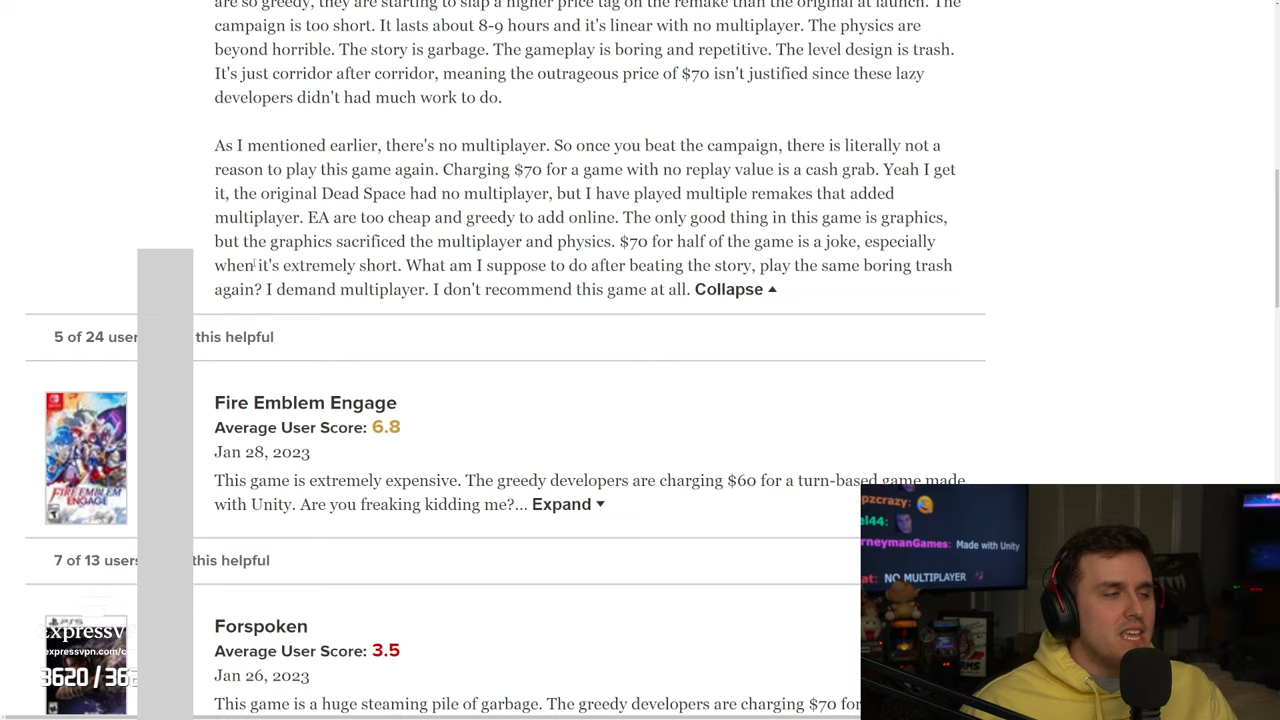 are so greedy, they are starting to slap a higher price tag on the remake than the original at launch. The
campaign is too short. It lasts about 8-9 hours and it's linear with no multiplayer. The physics are
beyond horrible. The story is garbage. The gameplay is boring and repetitive. The level design is trash.
It's just corridor after corridor, meaning the outrageous price of $70 isn't justified since these lazy
developers didn't had much work to do.
As I mentioned earlier, there's no multiplayer. So once you beat the campaign, there is literally not a
reason to play this game again. Charging $70 for a game with no replay value is a cash grab. Yeah I get
it, the original Dead Space had no multiplayer, but I have played multiple remakes that added
multiplayer. EA are too cheap and greedy to add online. The only good thing in this game is graphics,
but the graphics sacrificed the multiplayer and physics. $70 for half of the game is a joke, especially
when it's extremely short. What am I suppose to do after beating the story, play the same boring trash
again? I demand multiplayer. I don't recommend this game at all. Collapse
5 of 24 user this helpful
Fire Emblem Engage
Average User Score: 6.8
Jan 28, 2023
This game is extremely expensive. The greedy developers are charging $60 for a turn-based game made
with Unity. Are you freaking kidding me?... Expand
FIRE EMBLEM
ENGAGE
7 of 13 users this helpful
Forspoken
Average User Score: 3.5
Jan 26, 2023
This game is a huge steaming pile of garbage. The greedy developers are charging $70 for
ExpressV
expressvpn.com/c
3620 / 362
pzcrazy:
el44:
rneymanGames: Made with Unity
at: NO MULTIPLAYER